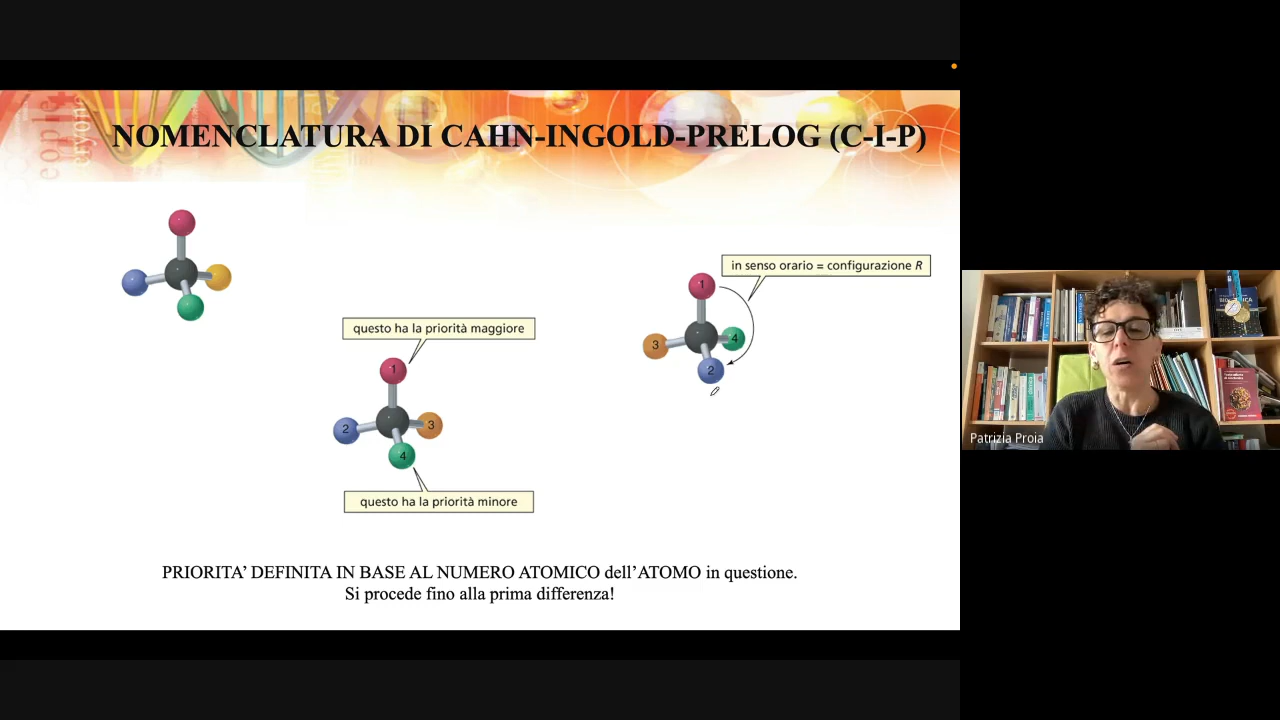 NOMENCLATURA DI CAHN-INGOLD-PRELOG (C-I-P)
eople
eryon
in senso orario = configurazione R
1
4
3
2
questo ha la priorità maggiore
1
2
3
4
questo ha la priorità minore
PRIORITA’ DEFINITA IN BASE AL NUMERO ATOMICO dell’ATOMO in questione.
Si procede fino alla prima differenza!
Patrizia Proia